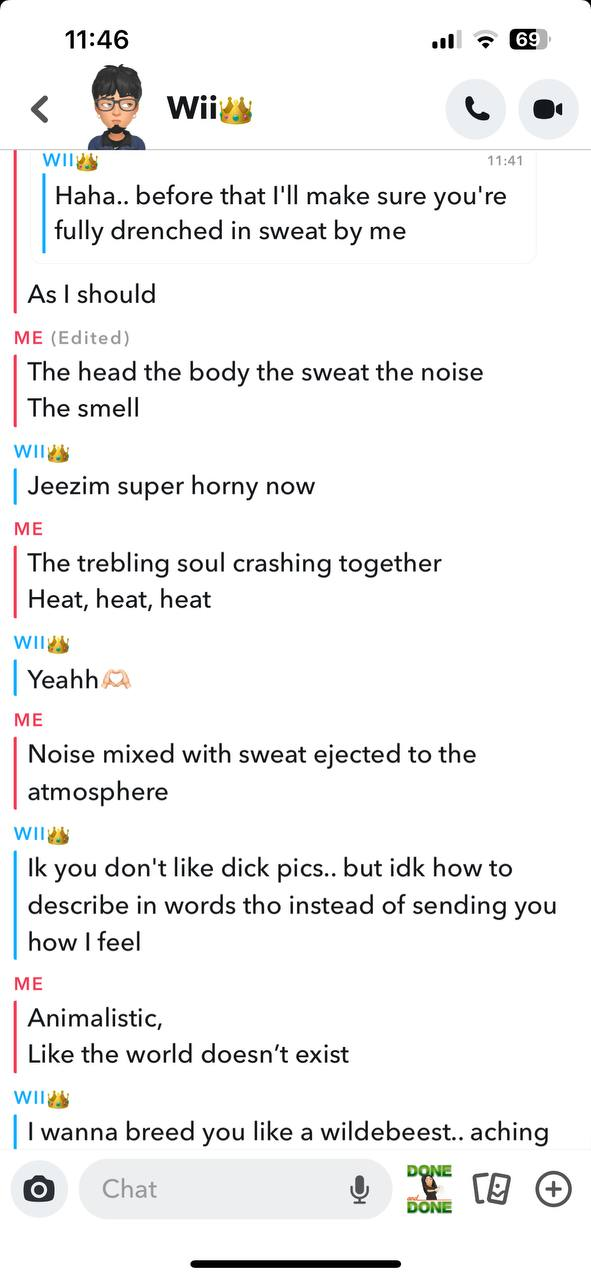 11:46
69
Wii👑
WII👑 11:41
Haha.. before that I'll make sure you're
fully drenched in sweat by me
As I should
ME (Edited)
The head the body the sweat the noise
The smell
WII👑
Jeezim super horny now
ME
The trebling soul crashing together
Heat, heat, heat
WII👑
Yeahh🫶🏻
ME
Noise mixed with sweat ejected to the
atmosphere
WII👑
Ik you don't like dick pics.. but idk how to
describe in words tho instead of sending you
how I feel
ME
Animalistic,
Like the world doesn’t exist
WII👑
I wanna breed you like a wildebeest.. aching
Chat
DONE
and
DONE